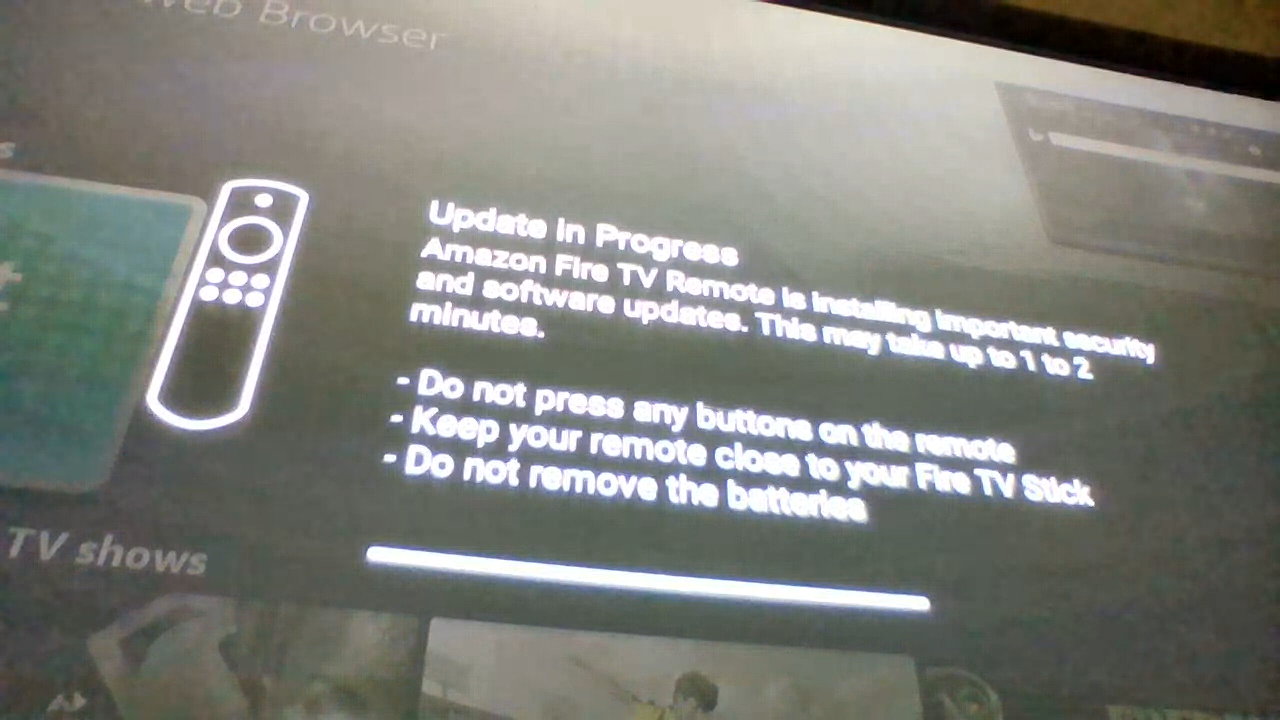 Web Browser
Update in Progress
Amazon Fire TV Remote is installing important security
and software updates. This may take up to 1 to 2
minutes.
- Do not press any buttons on the remote
- Keep your remote close to your Fire TV Stick
- Do not remove the batteries
TV shows